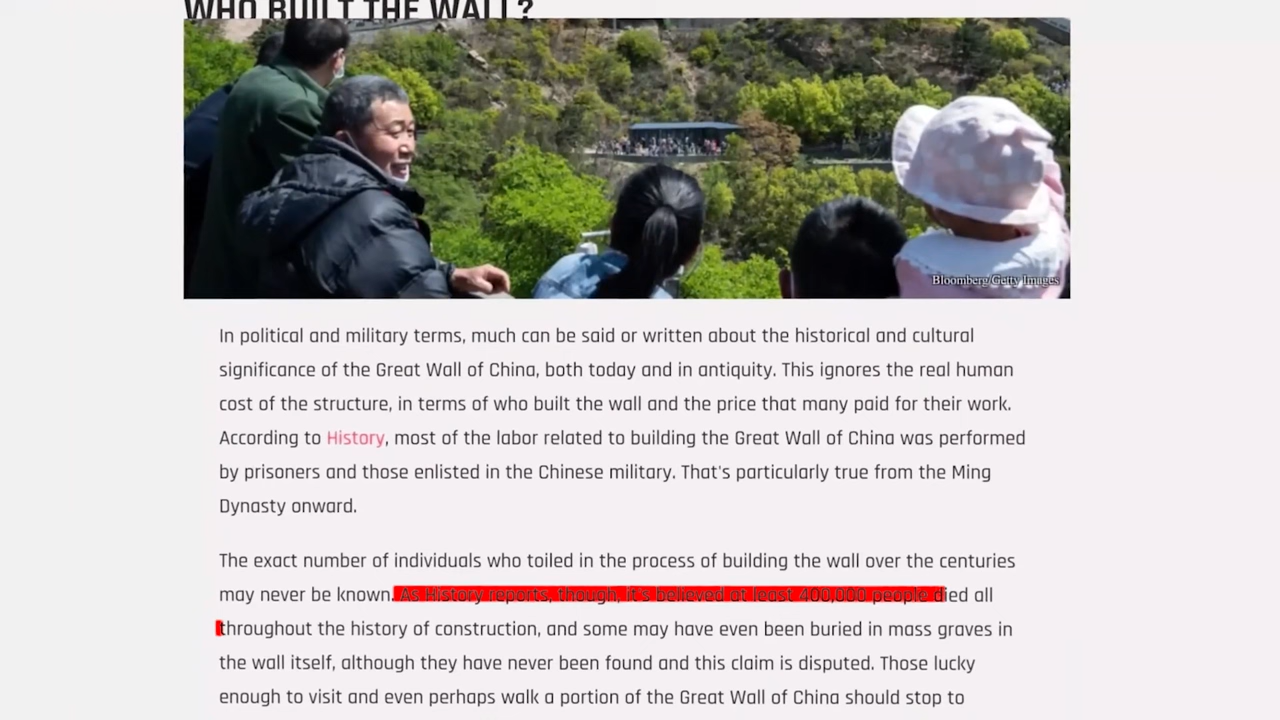 WHO BUILT THE WALL?
Bloomberg/Getty Images
In political and military terms, much can be said or written about the historical and cultural
significance of the Great Wall of China, both today and in antiquity. This ignores the real human
cost of the structure, in terms of who built the wall and the price that many paid for their work.
According to History, most of the labor related to building the Great Wall of China was performed
by prisoners and those enlisted in the Chinese military. That's particularly true from the Ming
Dynasty onward.
The exact number of individuals who toiled in the process of building the wall over the centuries
may never be known. As History reports, though, it's believed at least 400,000 people died all
throughout the history of construction, and some may have even been buried in mass graves in
the wall itself, although they have never been found and this claim is disputed. Those lucky
enough to visit and even perhaps walk a portion of the Great Wall of China should stop to